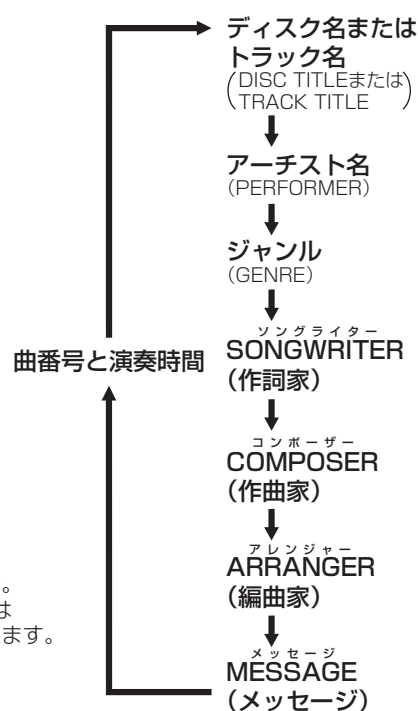 ディスク名または
トラック名
(DISC TITLEまたは
TRACK TITLE)
アーチスト名
(PERFORMER)
ジャンル
(GENRE)
ソングライター
SONGWRITER
(作詞家)
曲番号と演奏時間
コンポーザー
COMPOSER
(作曲家)
アレンジャー
ARRANGER
(編曲家)
。
は
ます。
メッセージ
MESSAGE
(メッセージ)